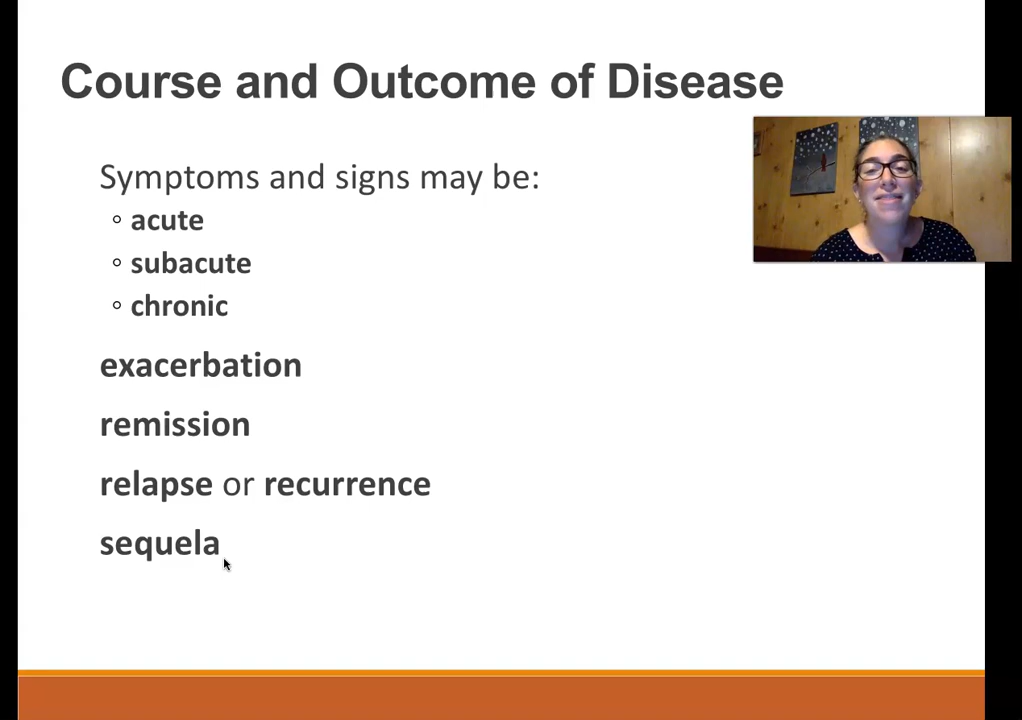 Course and Outcome of Disease
Symptoms and signs may be:
◦ acute
◦ subacute
◦ chronic
exacerbation
remission
relapse or recurrence
sequela